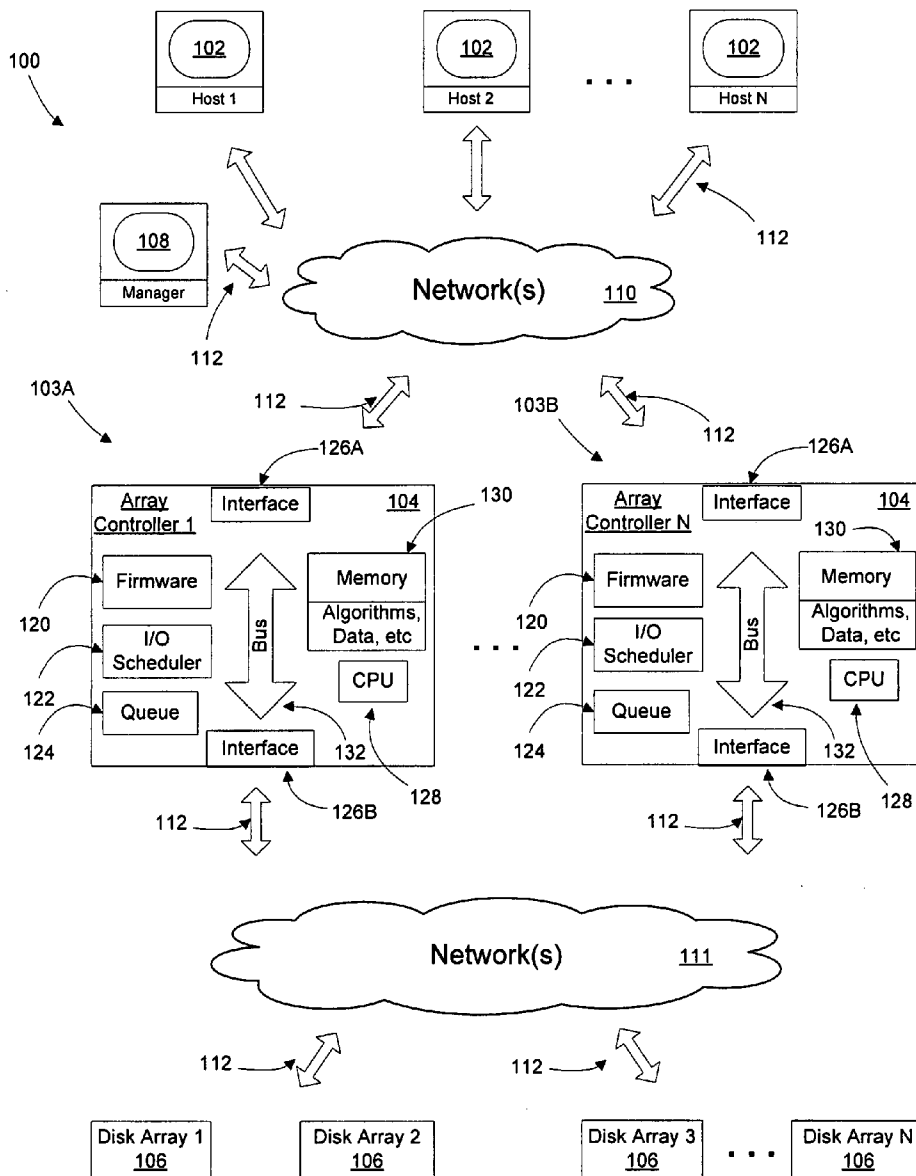 100
102
Host 1
102
Host 2
. . .
102
Host N
112
108
Manager
112
Network(s) 110
103A
112
103B
112
126A
126A
Array
Controller 1
Interface
104
130
Firmware
Memory
Algorithms,
Data, etc
120
Bus
I/O
Scheduler
CPU
122
Queue
124
Interface
132
128
126B
112
. . .
Array
Controller N
Interface
104
130
Firmware
Memory
Algorithms,
Data, etc
120
Bus
I/O
Scheduler
CPU
122
Queue
124
Interface
132
128
126B
112
Network(s) 111
112
112
Disk Array 1
106
Disk Array 2
106
Disk Array 3
106
. . .
Disk Array N
106